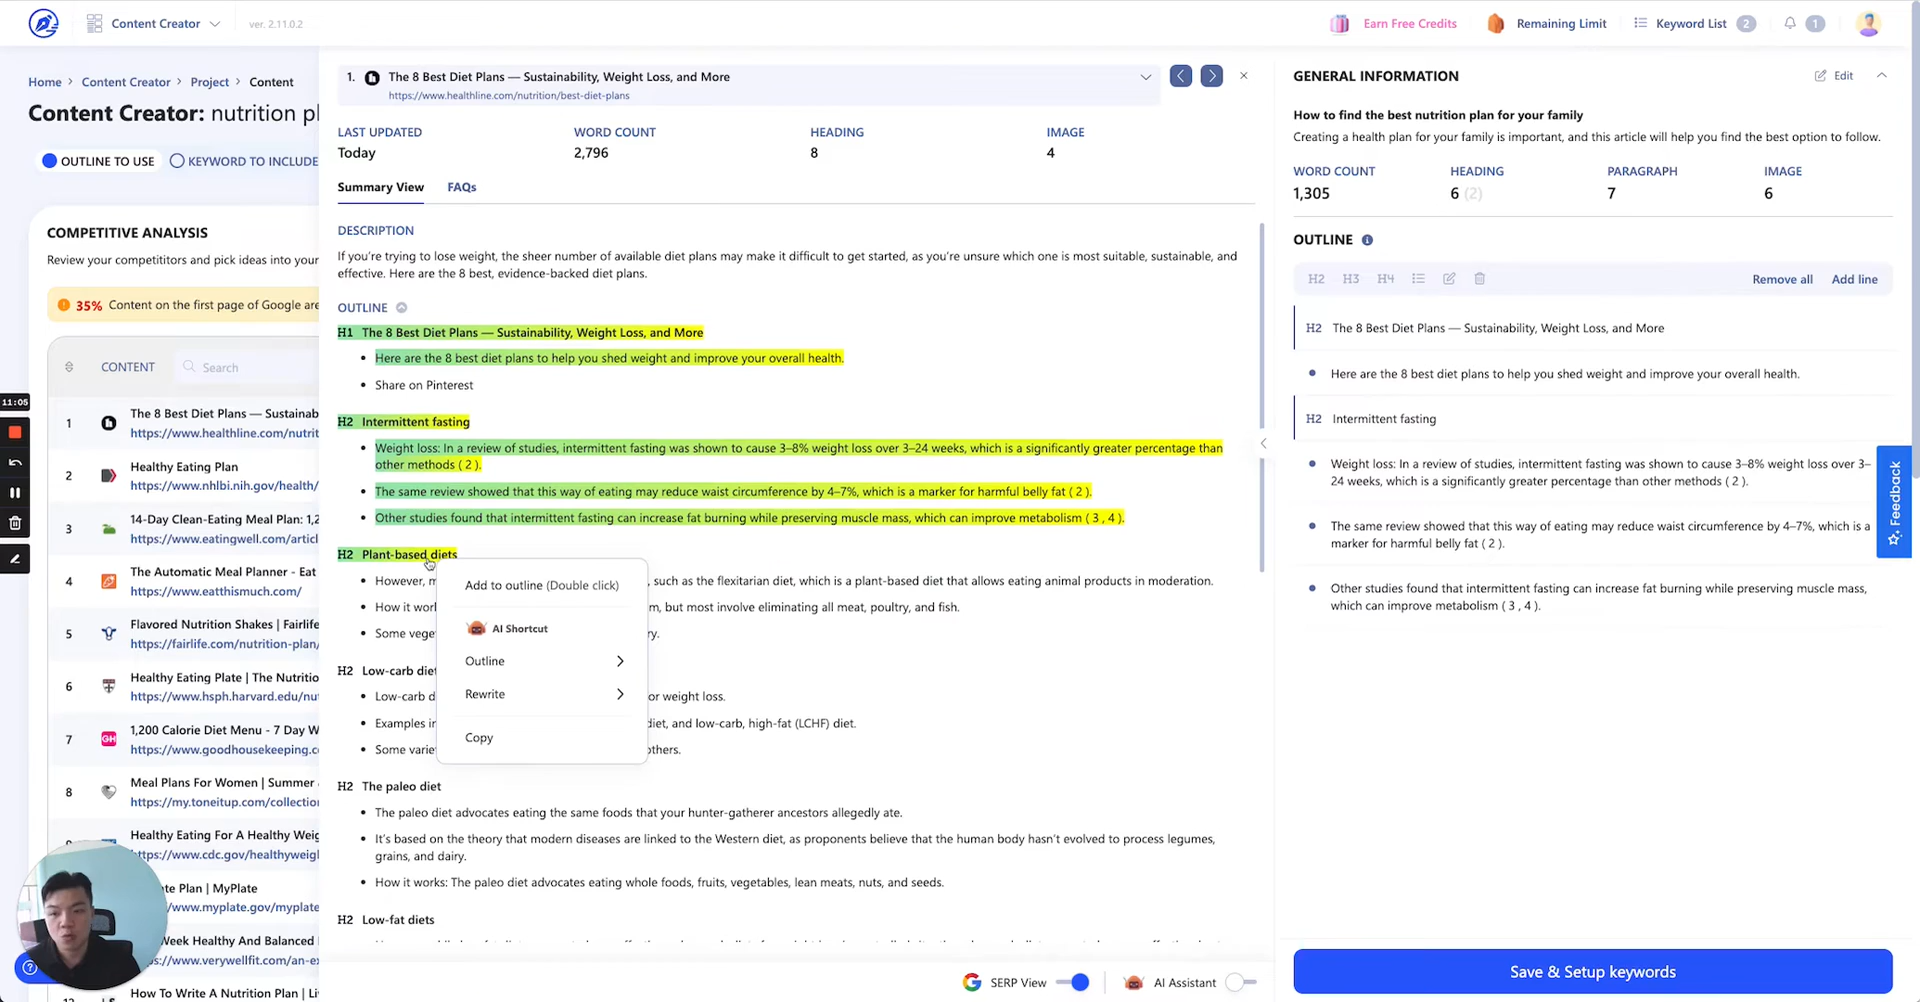 Content Creator
ver. 2.11.0.2
Earn Free Credits
Remaining Limit
Keyword List 2
1
Home > Content Creator > Project > Content
Content Creator: nutrition pl
OUTLINE TO USE
KEYWORD TO INCLUDE
COMPETITIVE ANALYSIS
Review your competititors and pick ideas into your
35% Content on the first page of Google are
CONTENT
Search
1
The 8 Best Diet Plans — Sustainab
https://www.healthline.com/nutrit
2
Healthy Eating Plan
https://www.nhlbi.nih.gov/health/
3
14-Day Clean-Eating Meal Plan: 1,2
https://www.eatingwell.com/articl
4
The Automatic Meal Planner - Eat
https://www.eatthismuch.com/
5
Flavored Nutrition Shakes | Fairlife
https://fairlife.com/nutrition-plan/
6
Healthy Eating Plate | The Nutritio
https://www.hsph.harvard.edu/nut
7
1,200 Calorie Diet Menu - 7 Day W
https://www.goodhousekeeping.c
8
Meal Plans For Women | Summer
https://my.toneitup.com/collection
Healthy Eating For A Healthy Weig
://www.cdc.gov/healthyweigl
te Plan | MyPlate
/www.myplate.gov/myplate
Week Healthy And Balanced
s://www.verywellfit.com/an-ex
How To Write A Nutrition Plan | Li
11:05
1. The 8 Best Diet Plans — Sustainability, Weight Loss, and More
https://www.healthline.com/nutrition/best-diet-plans
LAST UPDATED
Today
WORD COUNT
2,796
HEADING
8
IMAGE
4
Summary View
FAQs
DESCRIPTION
If you're trying to lose weight, the sheer number of available diet plans may make it difficult to get started, as you're unsure which one is most suitable, sustainable, and
effective. Here are the 8 best, evidence-backed diet plans.
OUTLINE
H1 The 8 Best Diet Plans — Sustainability, Weight Loss, and More
Here are the 8 best diet plans to help you shed weight and improve your overall health.
Share on Pinterest
H2 Intermittent fasting
Weight loss: In a review of studies, intermittent fasting was shown to cause 3–8% weight loss over 3–24 weeks, which is a significantly greater percentage than
other methods ( 2 ).
The same review showed that this way of eating may reduce waist circumference by 4–7%, which is a marker for harmful belly fat ( 2 ).
Other studies found that intermittent fasting can increase fat burning while preserving muscle mass, which can improve metabolism ( 3 , 4 ).
H2 Plant-based diets
However, m
, such as the flexitarian diet, which is a plant-based diet that allows eating animal products in moderation.
How it worl
m, but most involve eliminating all meat, poultry, and fish.
Some vege
ry.
H2 Low-carb diet
Low-carb d
or weight loss.
Examples in
diet, and low-carb, high-fat (LCHF) diet.
Some varie
others.
H2 The paleo diet
The paleo diet advocates eating the same foods that your hunter-gatherer ancestors allegedly ate.
It's based on the theory that modern diseases are linked to the Western diet, as proponents believe that the human body hasn't evolved to process legumes,
grains, and dairy.
How it works: The paleo diet advocates eating whole foods, fruits, vegetables, lean meats, nuts, and seeds.
H2 Low-fat diets
Add to outline (Double click)
AI Shortcut
Outline
Rewrite
Copy
SERP View
AI Assistant
GENERAL INFORMATION
Edit
How to find the best nutrition plan for your family
Creating a health plan for your family is important, and this article will help you find the best option to follow.
WORD COUNT
1,305
HEADING
6 (2)
PARAGRAPH
7
IMAGE
6
OUTLINE
H2 H3 H4
Remove all
Add line
H2 The 8 Best Diet Plans — Sustainability, Weight Loss, and More
Here are the 8 best diet plans to help you shed weight and improve your overall health.
H2 Intermittent fasting
Weight loss: In a review of studies, intermittent fasting was shown to cause 3–8% weight loss over 3–
24 weeks, which is a significantly greater percentage than other methods ( 2 ).
The same review showed that this way of eating may reduce waist circumference by 4–7%, which is a
marker for harmful belly fat ( 2 ).
Other studies found that intermittent fasting can increase fat burning while preserving muscle mass,
which can improve metabolism ( 3 , 4 ).
Feedback
Save & Setup keywords